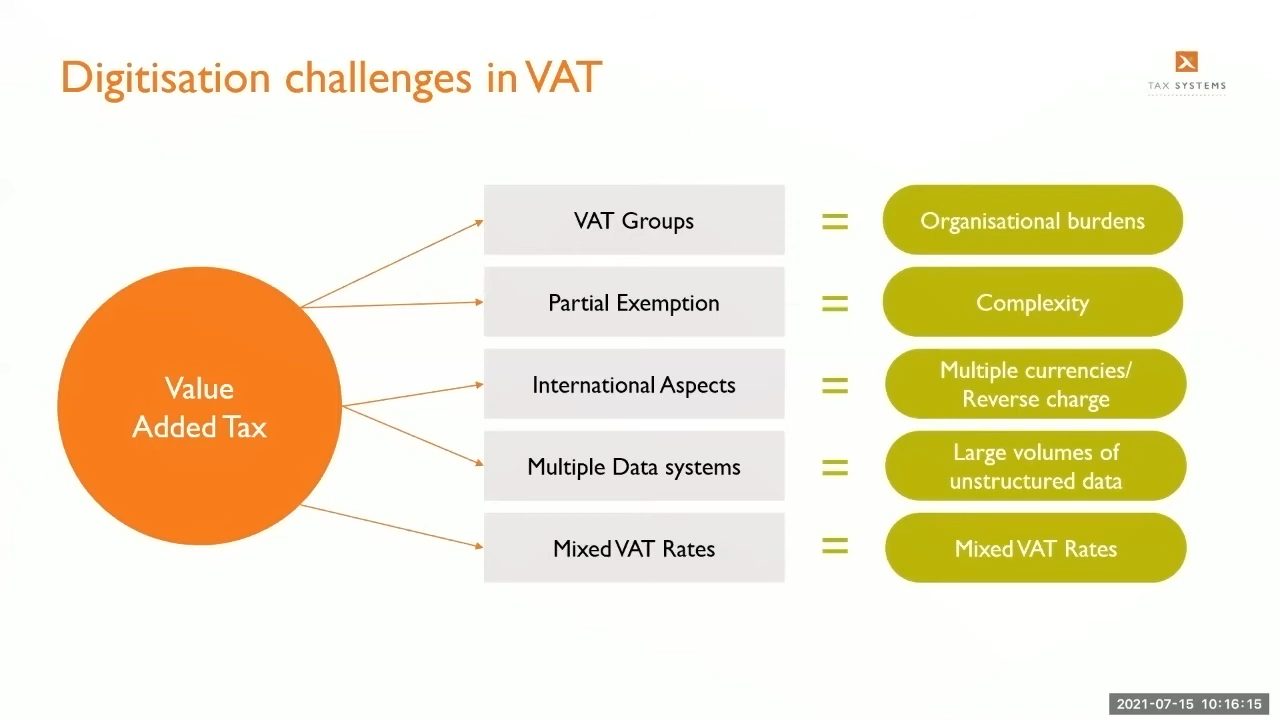 Digitisation challenges in VAT
TAX SYSTEMS
VAT Groups
=
Organisational burdens
Partial Exemption
=
Complexity
Value
Added Tax
International Aspects
=
Multiple currencies/
Reverse charge
Multiple Data systems
=
Large volumes of
unstructured data
Mixed VAT Rates
=
Mixed VAT Rates
2021-07-15 10:16:15